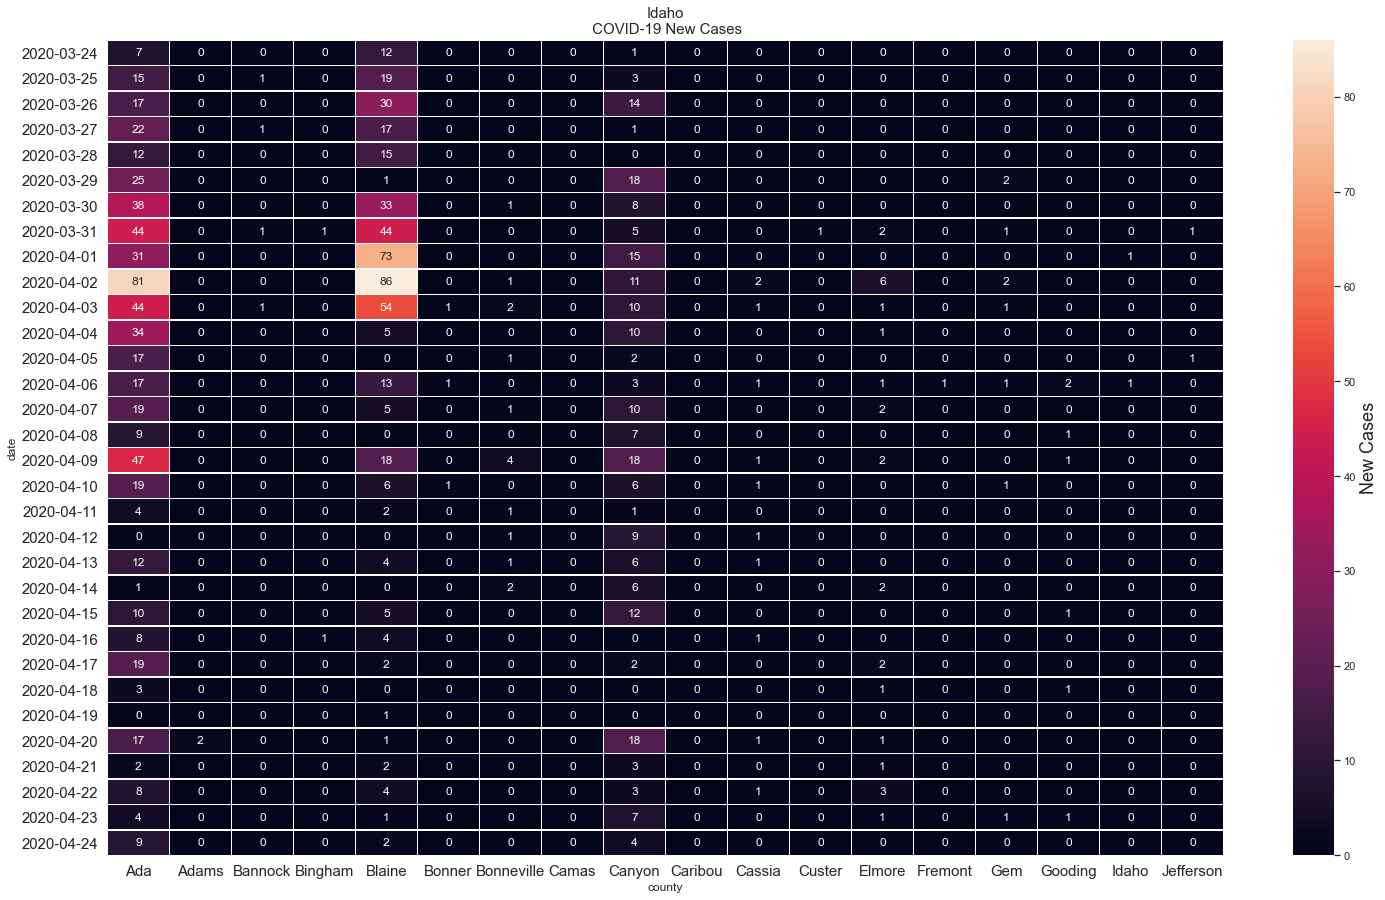 Idaho
COVID-19 New Cases
2020-03-24 7 0 0 0 12 0 0 0 1 0 0 0 0 0 0 0 0 0
2020-03-25 15 0 1 0 19 0 0 0 3 0 0 0 0 0 0 0 0 0
2020-03-26 17 0 0 0 30 0 0 0 14 0 0 0 0 0 0 0 0 0
2020-03-27 22 0 1 0 17 0 0 0 1 0 0 0 0 0 0 0 0 0
2020-03-28 12 0 0 0 15 0 0 0 0 0 0 0 0 0 0 0 0 0
2020-03-29 25 0 0 0 1 0 0 0 18 0 0 0 0 0 2 0 0 0
2020-03-30 38 0 0 0 33 0 1 0 8 0 0 0 0 0 0 0 0 0
2020-03-31 44 0 1 1 44 0 0 0 5 0 0 1 2 0 1 0 0 1
2020-04-01 31 0 0 0 73 0 0 0 15 0 0 0 0 0 0 0 1 0
2020-04-02 81 0 0 0 86 0 1 0 11 0 2 0 6 0 2 0 0 0
2020-04-03 44 0 1 0 54 1 2 0 10 0 1 0 1 0 1 0 0 0
2020-04-04 34 0 0 0 5 0 0 0 10 0 0 0 1 0 0 0 0 0
2020-04-05 17 0 0 0 0 0 1 0 2 0 0 0 0 0 0 0 0 1
2020-04-06 17 0 0 0 13 1 0 0 3 0 1 0 1 1 1 2 1 0
2020-04-07 19 0 0 0 5 0 1 0 10 0 0 0 2 0 0 0 0 0
2020-04-08 9 0 0 0 0 0 0 0 7 0 0 0 0 0 0 1 0 0
2020-04-09 47 0 0 0 18 0 4 0 18 0 1 0 2 0 0 1 0 0
2020-04-10 19 0 0 0 6 1 0 0 6 0 1 0 0 0 1 0 0 0
2020-04-11 4 0 0 0 2 0 1 0 1 0 0 0 0 0 0 0 0 0
2020-04-12 0 0 0 0 0 0 1 0 9 0 1 0 0 0 0 0 0 0
2020-04-13 12 0 0 0 4 0 1 0 6 0 1 0 0 0 0 0 0 0
2020-04-14 1 0 0 0 0 0 2 0 6 0 0 0 2 0 0 0 0 0
2020-04-15 10 0 0 0 5 0 0 0 12 0 0 0 0 0 0 1 0 0
2020-04-16 8 0 0 1 4 0 0 0 0 0 1 0 0 0 0 0 0 0
2020-04-17 19 0 0 0 2 0 0 0 2 0 0 0 2 0 0 0 0 0
2020-04-18 3 0 0 0 0 0 0 0 0 0 0 0 1 0 0 1 0 0
2020-04-19 0 0 0 0 1 0 0 0 0 0 0 0 0 0 0 0 0 0
2020-04-20 17 2 0 0 1 0 0 0 18 0 1 0 1 0 0 0 0 0
2020-04-21 2 0 0 0 2 0 0 0 3 0 0 0 1 0 0 0 0 0
2020-04-22 8 0 0 0 4 0 0 0 3 0 1 0 3 0 0 0 0 0
2020-04-23 4 0 0 0 1 0 0 0 7 0 0 0 1 0 1 1 0 0
2020-04-24 9 0 0 0 2 0 0 0 4 0 0 0 0 0 0 0 0 0
Ada Adams Bannock Bingham Blaine Bonner Bonneville Camas Canyon Caribou Cassia Custer Elmore Fremont Gem Gooding Idaho Jefferson
county
date
80
70
60
50
40
30
20
10
0
New Cases